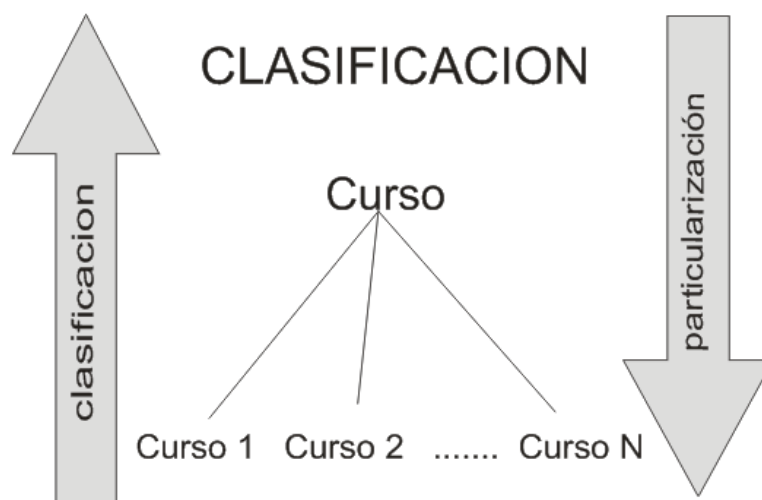 CLASIFICACION
clasificacion
particularización
Curso
Curso 1 Curso 2 ....... Curso N